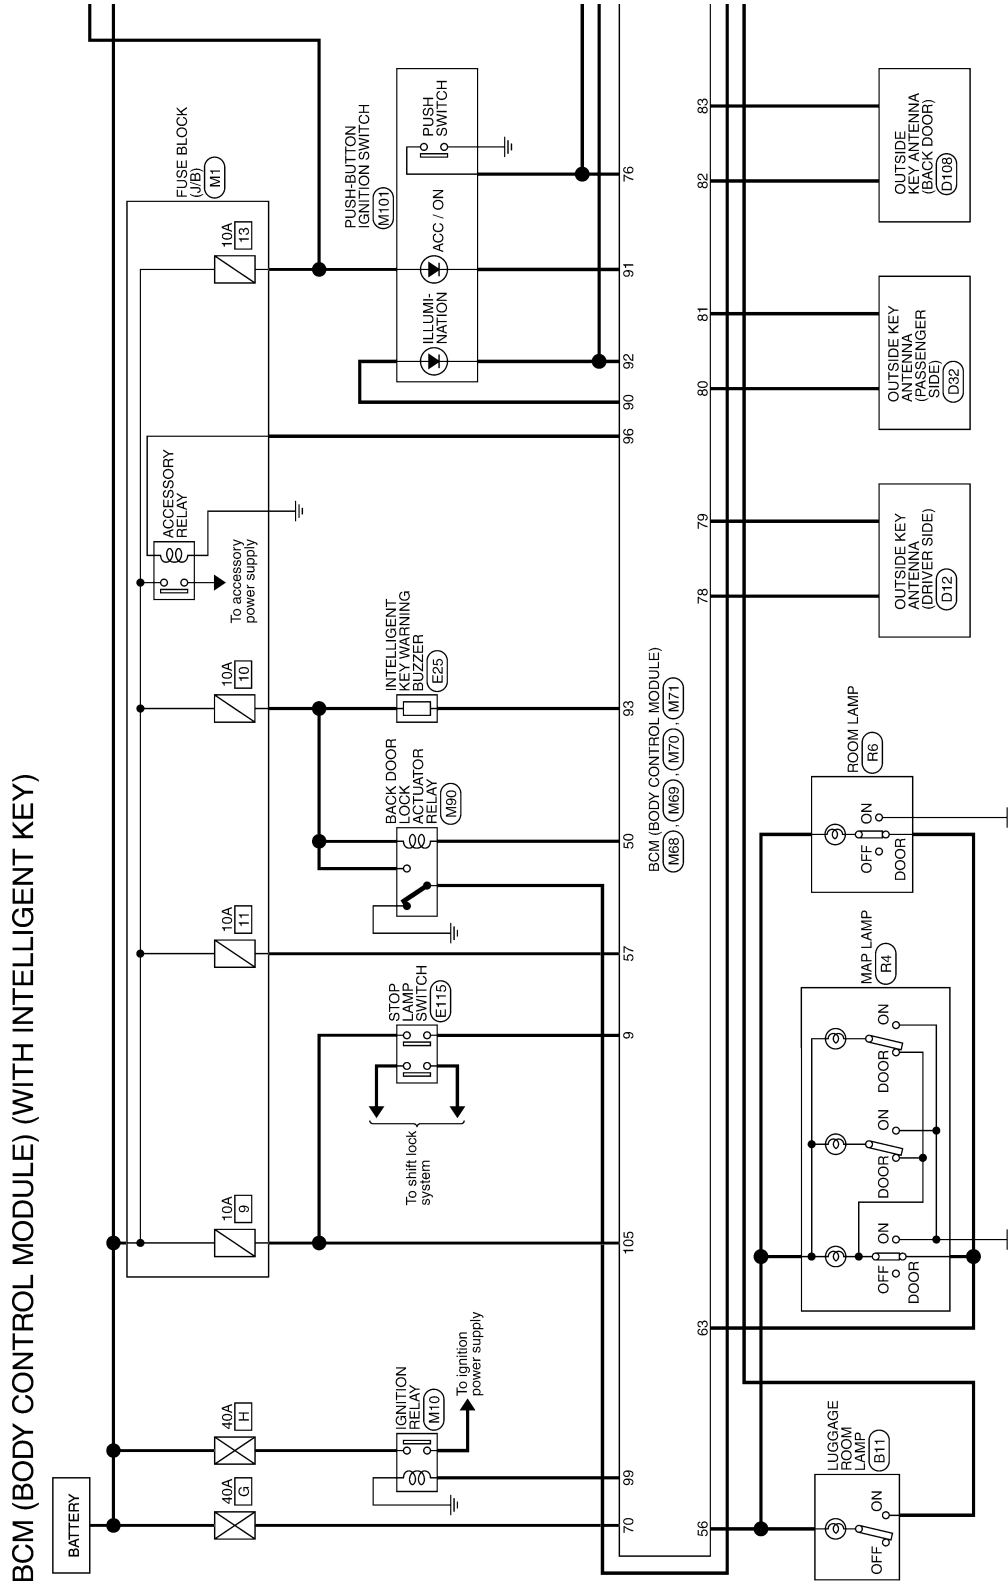 BCM (BODY CONTROL MODULE) (WITH INTELLIGENT KEY)
BATTERY
40A
G
40A
H
10A
9
10A
11
10A
10
10A
13
FUSE BLOCK
(J/B)
M1
ACCESSORY
RELAY
To accessory
power supply
IGNITION
RELAY
M10
To ignition
power supply
To shift lock
system
STOP
LAMP
SWITCH
E115
BACK DOOR
LOCK
ACTUATOR
RELAY
M90
INTELLIGENT
KEY WARNING
BUZZER
E25
PUSH-BUTTON
IGNITION SWITCH
M101
ILLUMI-
NATION
ACC / ON
PUSH
SWITCH
70
99
105
9
57
50
93
96
90
92
91
76
BCM (BODY CONTROL MODULE)
M68 , M69 , M70 , M71
56
63
78
79
80
81
82
83
LUGGAGE
ROOM
LAMP
B11
OFF
ON
MAP LAMP
R4
OFF
ON
DOOR
ON
DOOR
ON
DOOR
ROOM LAMP
R6
OFF
ON
DOOR
OUTSIDE KEY
ANTENNA
(DRIVER SIDE)
D12
OUTSIDE KEY
ANTENNA
(PASSENGER
SIDE)
D32
OUTSIDE
KEY ANTENNA
(BACK DOOR)
D108